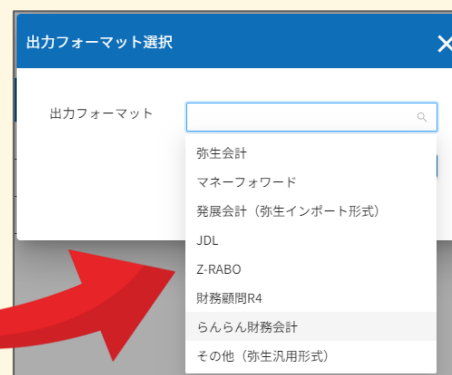 出力フォーマット選択
出力フォーマット
弥生会計
マネーフォワード
発展会計（弥生インポート形式）
JDL
Z-RABO
財務顧問R4
らんらん財務会計
その他（弥生汎用形式）